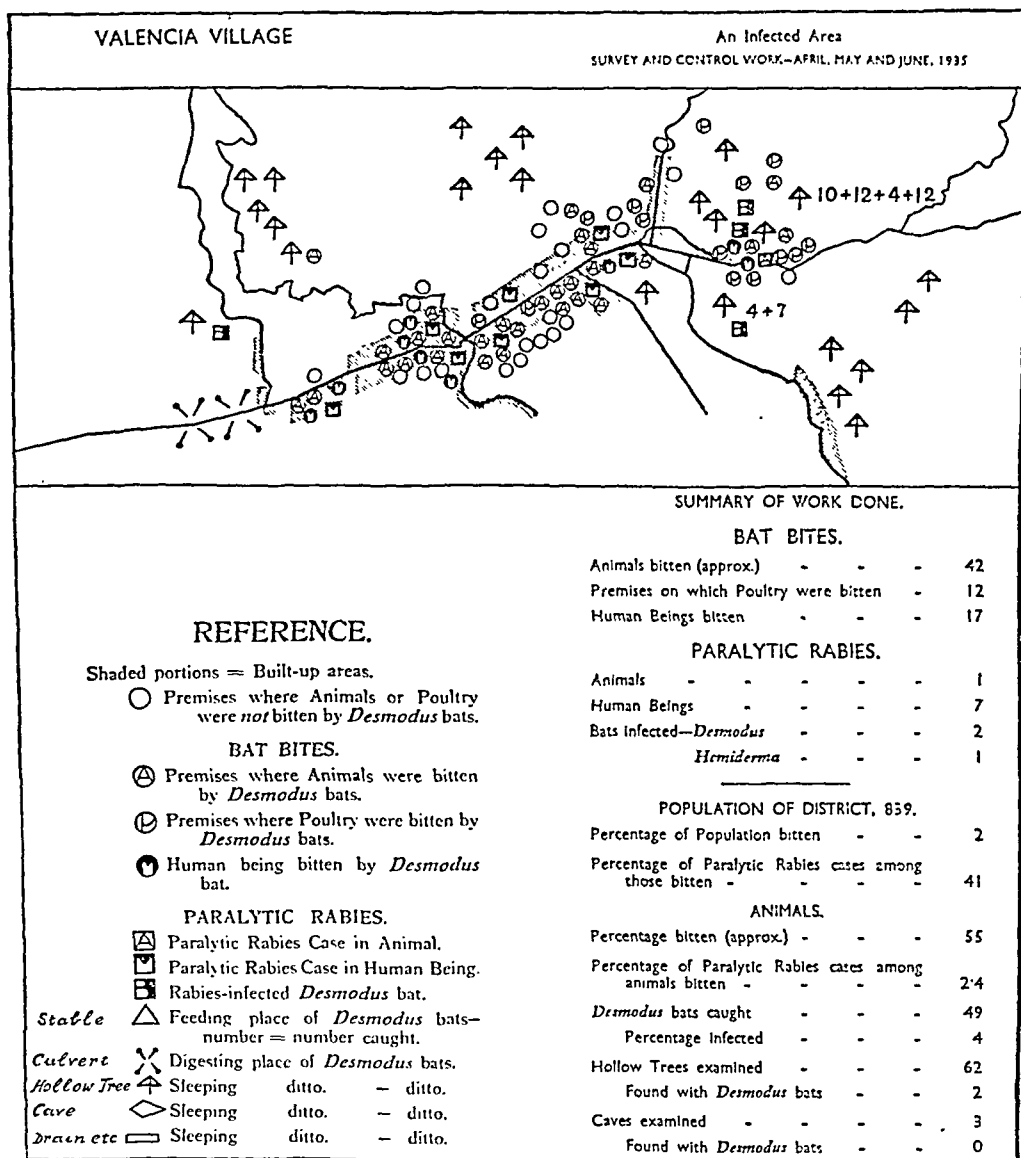 VALENCIA VILLAGE
An Infected Area
SURVEY AND CONTROL WORK—APRIL, MAY AND JUNE, 1935
10+12+4+12
4+7
REFERENCE.
Shaded portions = Built-up areas.
Premises where Animals or Poultry
were not bitten by Desmodus bats.
BAT BITES.
A Premises where Animals were bitten
by Desmodus bats.
P Premises where Poultry were bitten by
Desmodus bats.
Human being bitten by Desmodus
bat.
PARALYTIC RABIES.
A Paralytic Rabies Case in Animal.
Paralytic Rabies Case in Human Being.
Rabies-infected Desmodus bat.
Stable Feeding place of Desmodus bats—
number = number caught.
Culvert Digesting place of Desmodus bats.
Hollow Tree Sleeping ditto. — ditto.
Cave Sleeping ditto. — ditto.
Drain etc Sleeping ditto. — ditto.
SUMMARY OF WORK DONE.
BAT BITES.
Animals bitten (approx.) - - - 42
Premises on which Poultry were bitten - 12
Human Beings bitten - - - 17
PARALYTIC RABIES.
Animals - - - - - 1
Human Beings - - - - 7
Bats infected—Desmodus - - - 2
Hemiderma - - - 1
POPULATION OF DISTRICT, 839.
Percentage of Population bitten - - 2
Percentage of Paralytic Rabies cases among
those bitten - - - - - 41
ANIMALS.
Percentage bitten (approx.) - - - 55
Percentage of Paralytic Rabies cases among
animals bitten - - - - 2·4
Desmodus bats caught - - - 49
Percentage Infected - - - 4
Hollow Trees examined - - - 62
Found with Desmodus bats - - 2
Caves examined - - - - 3
Found with Desmodus bats - - 0